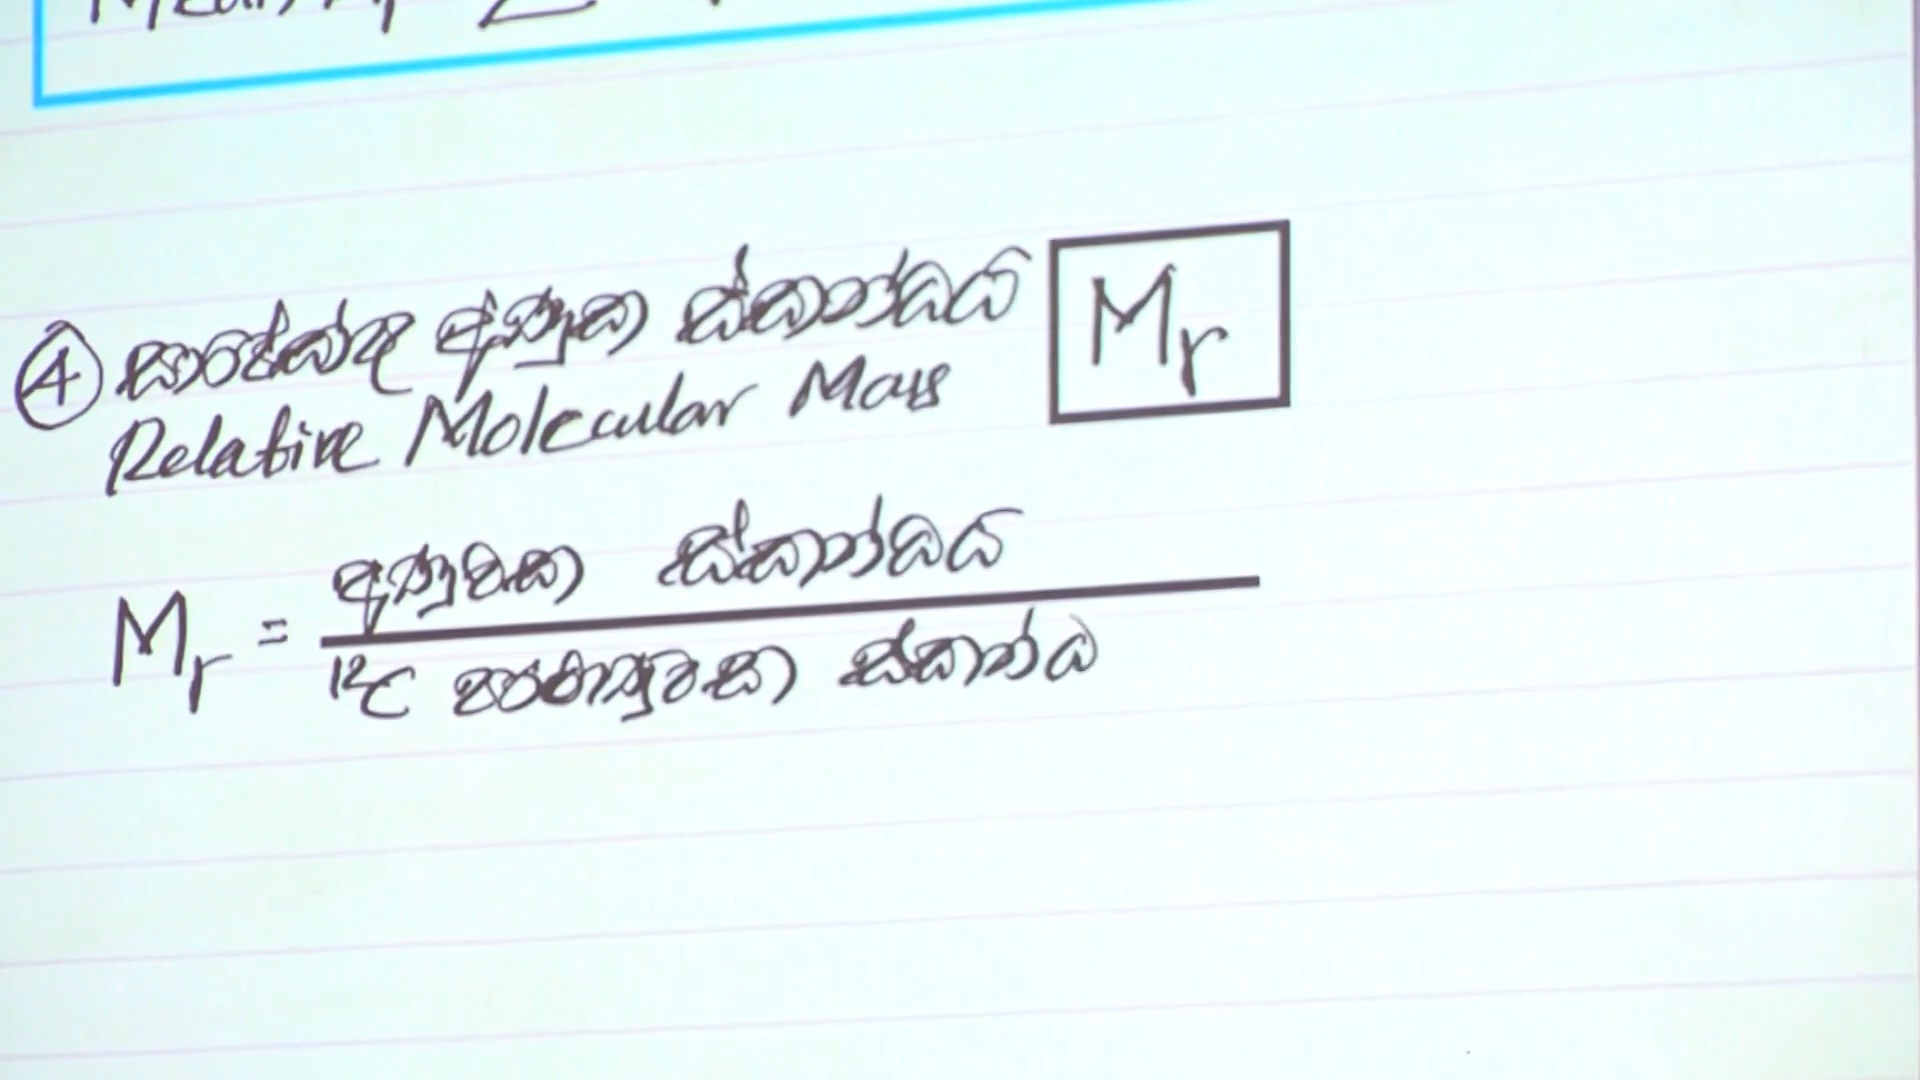 ④ සාපේක්ෂ අණුක ස්කන්ධය Mr
Relative Molecular Mass
Mr = අණුවක ස්කන්ධය
¹²C පරමාණුවක ස්කන්ධ